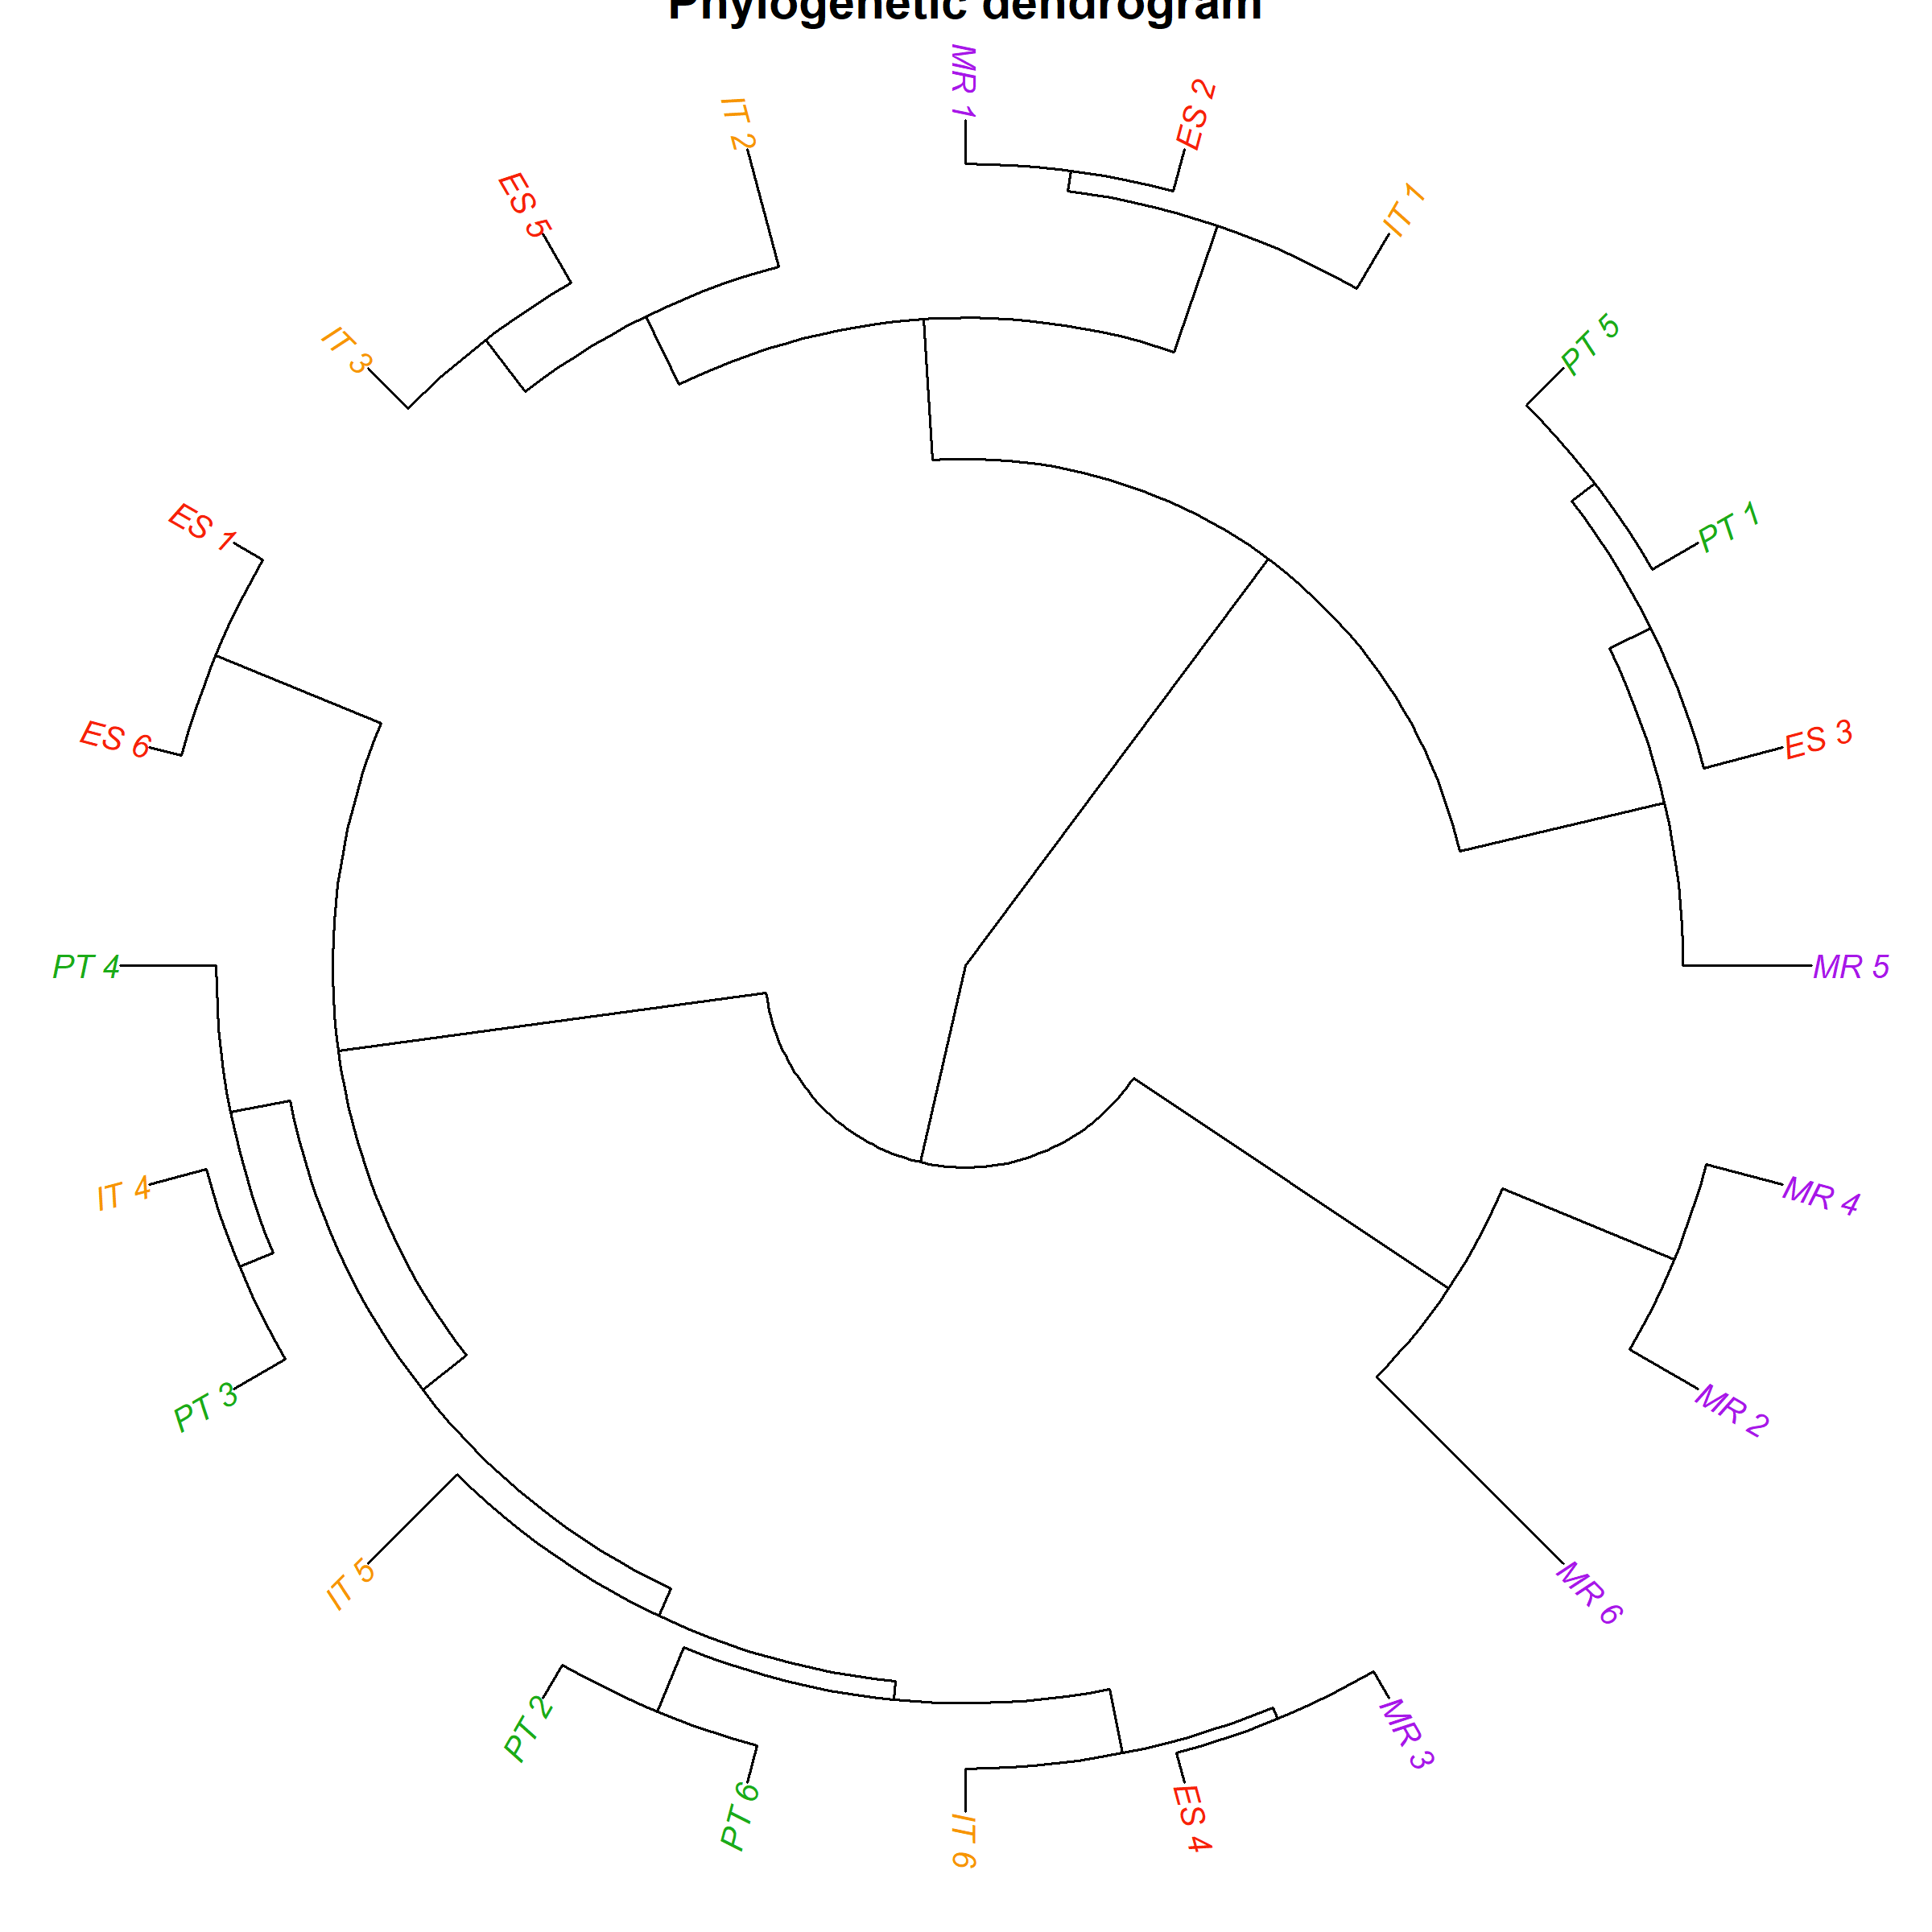 Phylogenetic dendrogram
MR 1
ES 2
IT 2
ES 5
IT 1
PT 5
IT 3
PT 1
ES 1
ES 3
ES 6
PT 4
MR 5
IT 4
MR 4
PT 3
MR 2
IT 5
MR 6
PT 2
MR 3
PT 6
IT 6
ES 4